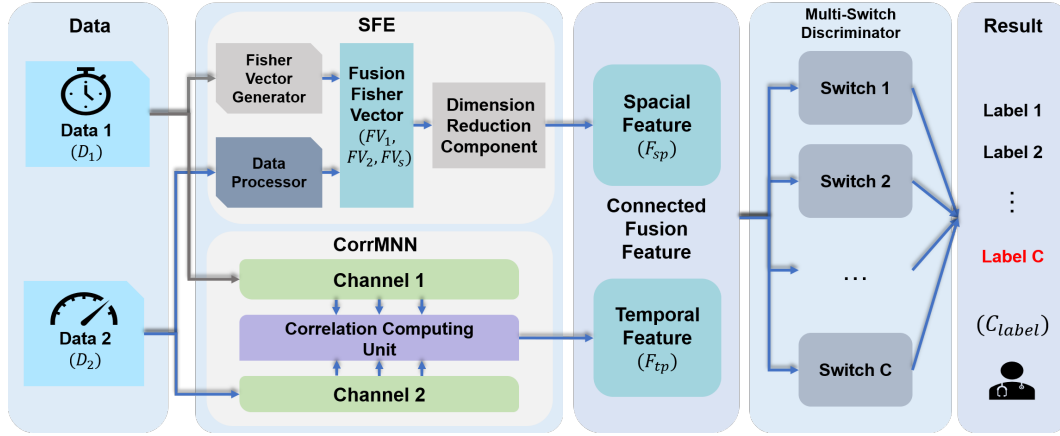 Data
Data 1
(D₁)
Data 2
(D₂)
SFE
Fisher
Vector
Generator
Data
Processor
Fusion
Fisher
Vector
(FV₁,
FV₂, FVₛ)
Dimension
Reduction
Component
CorrMNN
Channel 1
Correlation Computing
Unit
Channel 2
Spacial
Feature
(Fₛₚ)
Connected
Fusion
Feature
Temporal
Feature
(Fₜₚ)
Multi-Switch
Discriminator
Switch 1
Switch 2
...
Switch C
Result
Label 1
Label 2
⋮
Label C
(C_label)